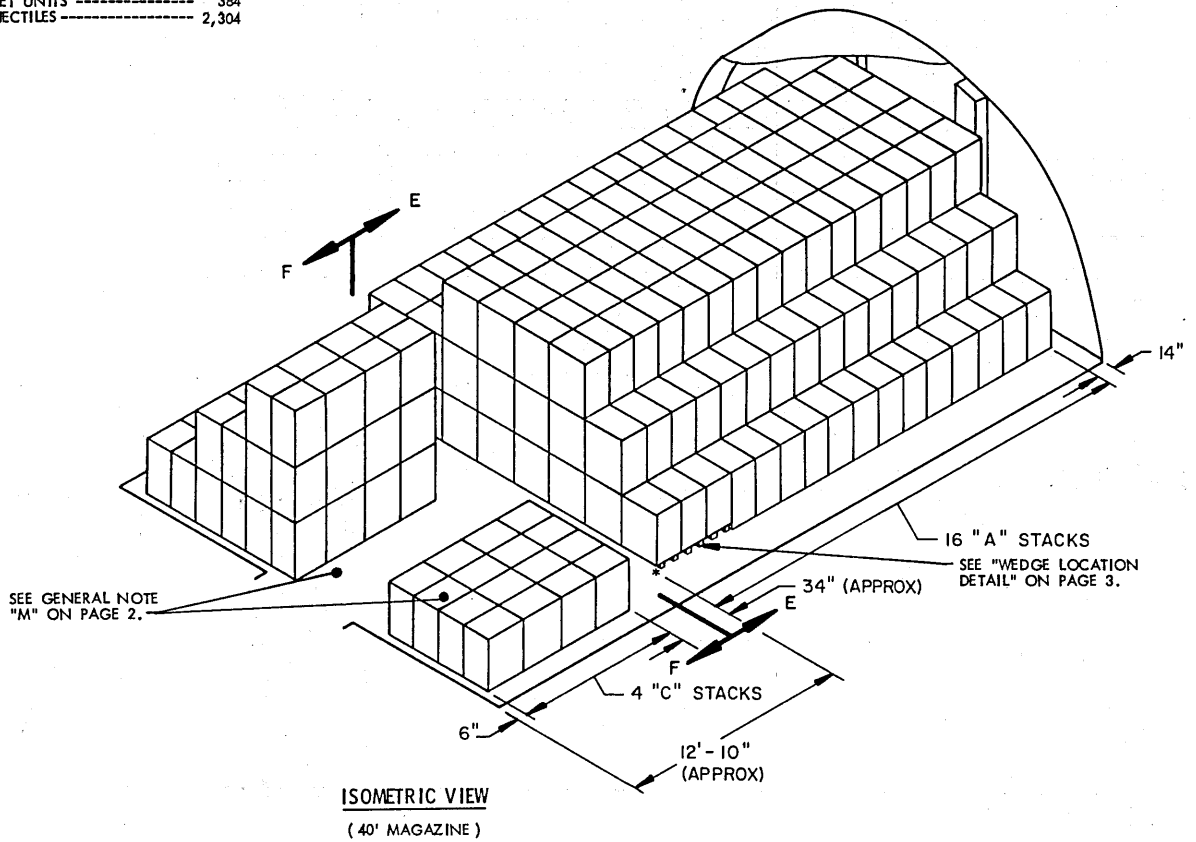 ET UNITS --------------- 384
ECTILES ---------------- 2,304
E
F
14"
16 "A" STACKS
SEE "WEDGE LOCATION
DETAIL" ON PAGE 3.
*
34" (APPROX)
E
F
SEE GENERAL NOTE
"M" ON PAGE 2.
4 "C" STACKS
6"
12'-10"
(APPROX)
ISOMETRIC VIEW
( 40' MAGAZINE )